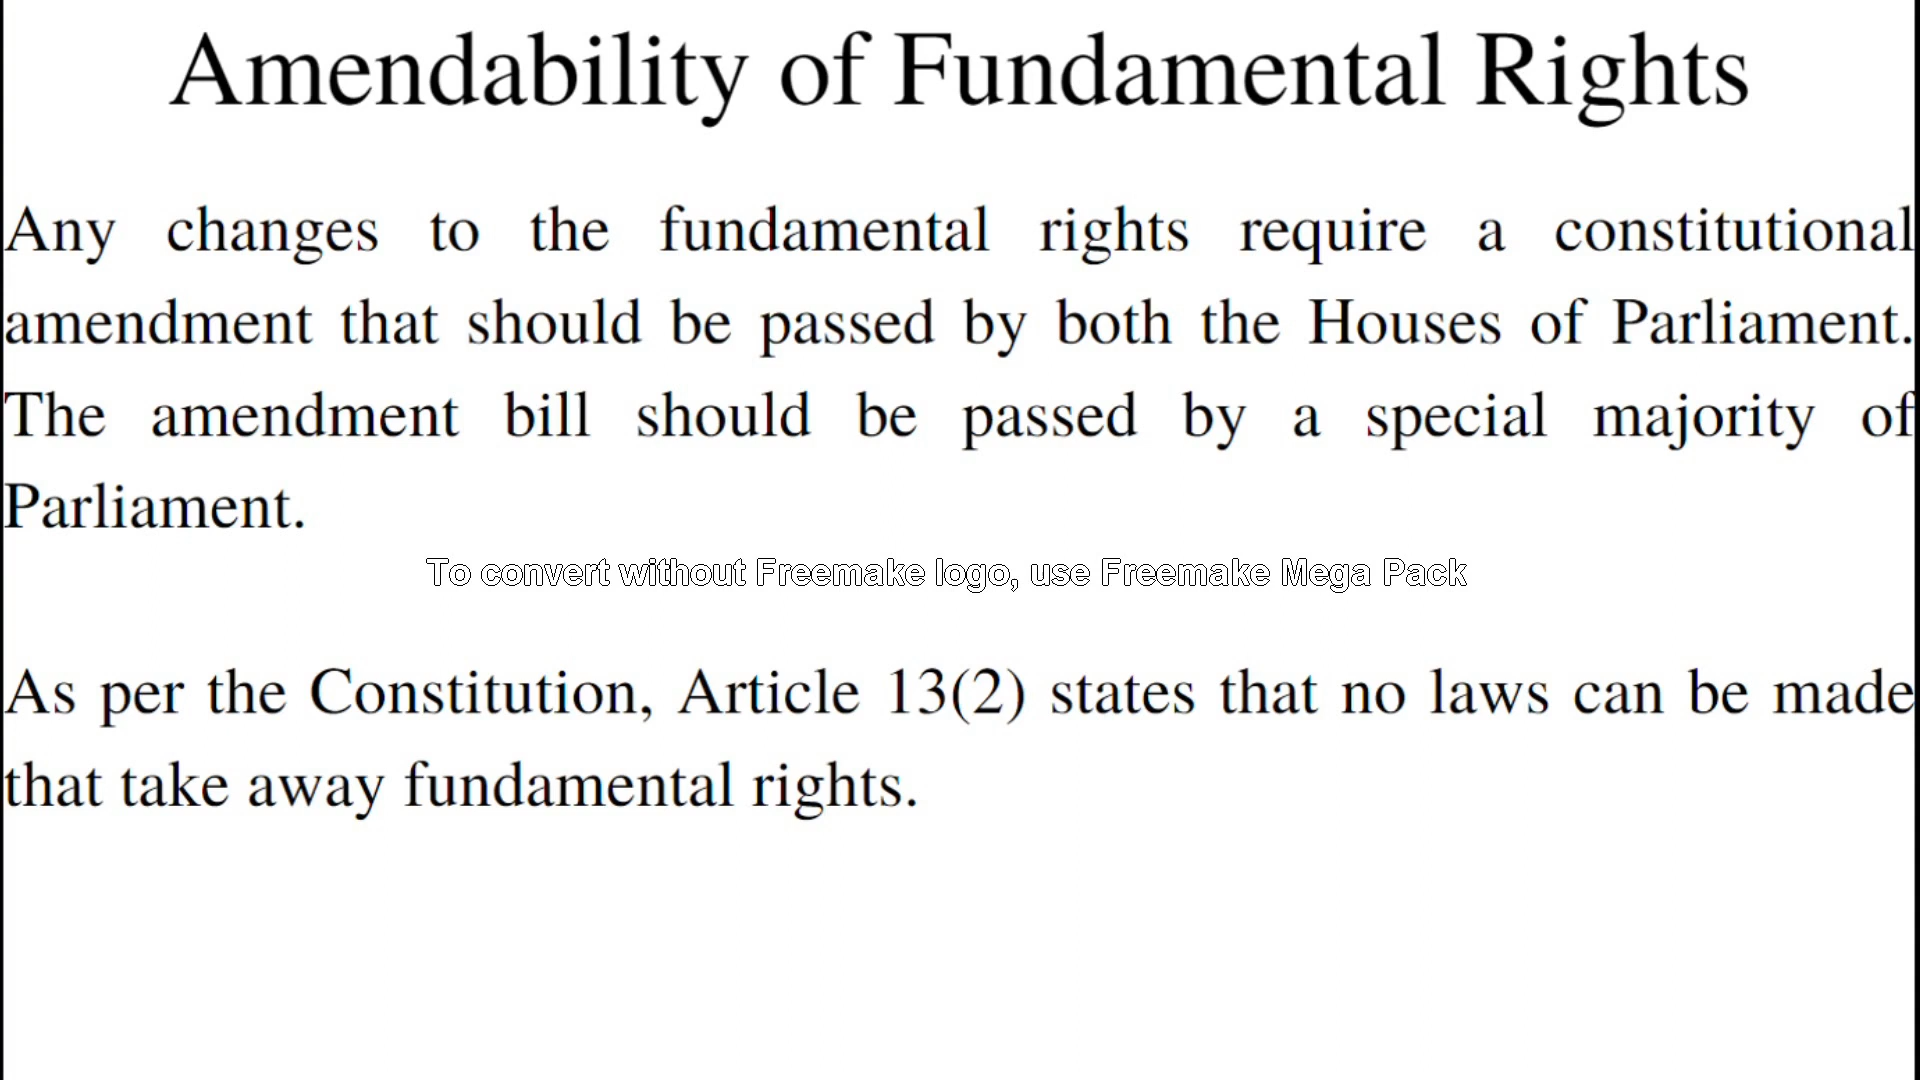 Amendability of Fundamental Rights
Any changes to the fundamental rights require a constitutional
amendment that should be passed by both the Houses of Parliament.
The amendment bill should be passed by a special majority of
Parliament.
To convert without Freemake logo, use Freemake Mega Pack
As per the Constitution, Article 13(2) states that no laws can be made
that take away fundamental rights.